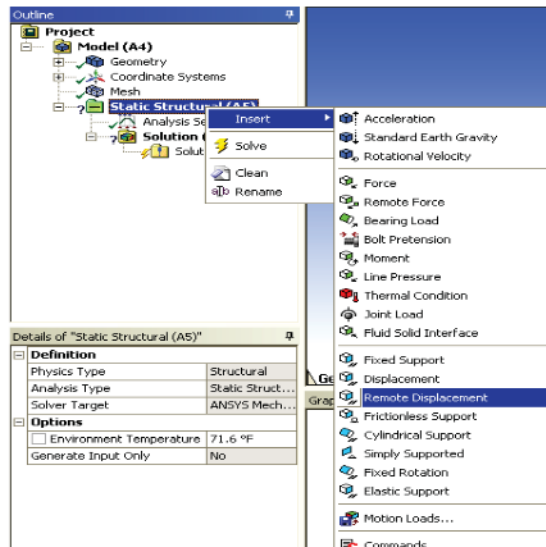 Outline
Project
Model (A4)
Geometry
Coordinate Systems
Mesh
Static Structural (A5)
Analysis Se
Solution (
Solut
Insert
Solve
Clean
Rename
Acceleration
Standard Earth Gravity
Rotational Velocity
Force
Remote Force
Bearing Load
Bolt Pretension
Moment
Line Pressure
Thermal Condition
Joint Load
Fluid Solid Interface
Fixed Support
Displacement
Remote Displacement
Frictionless Support
Cylindrical Support
Simply Supported
Fixed Rotation
Elastic Support
Motion Loads...
Commands
Details of "Static Structural (A5)"
Definition
Physics Type Structural
Analysis Type Static Struct...
Solver Target ANSYS Mech...
Options
Environment Temperature 71.6 °F
Generate Input Only No
Ge
Grap